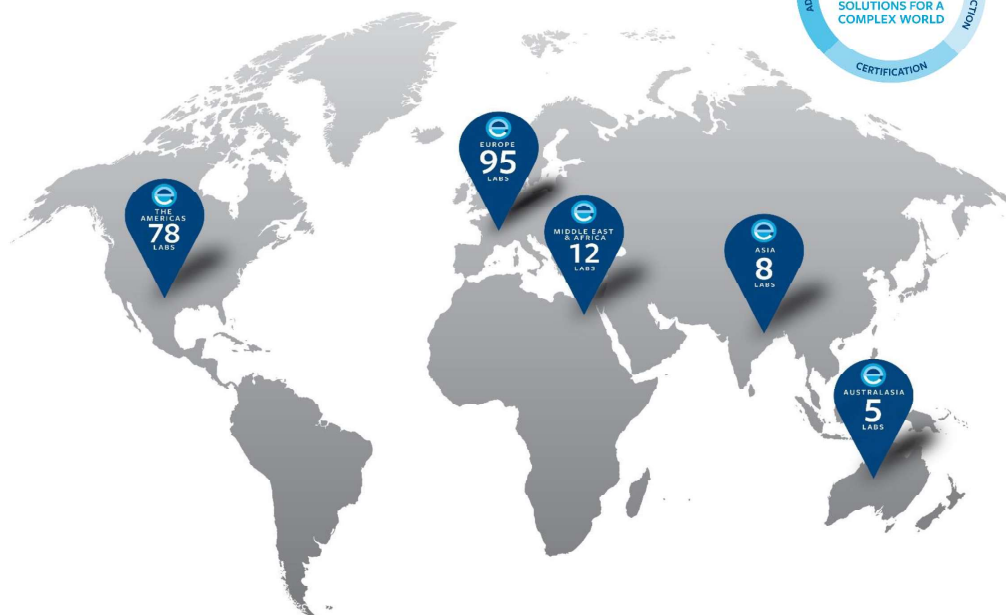 SOLUTIONS FOR A
COMPLEX WORLD
CERTIFICATION
e
EUROPE
95
LABS
e
THE
AMERICAS
78
LABS
e
MIDDLE EAST
& AFRICA
12
LABS
e
ASIA
8
LABS
e
AUSTRALASIA
5
LABS